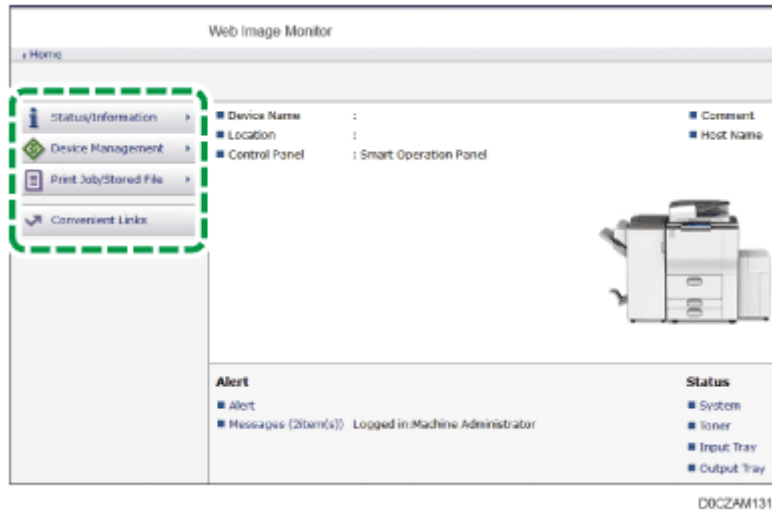 Web Image Monitor
Home
Status/Information
Device Management
Print Job/Stored File
Convenient Links
Device Name :
Location :
Control Panel : Smart Operation Panel
Comment
Host Name
Alert
Alert
Messages (2item(s)) Logged in:Machine Administrator
Status
System
Toner
Input Tray
Output Tray
D0CZAM131